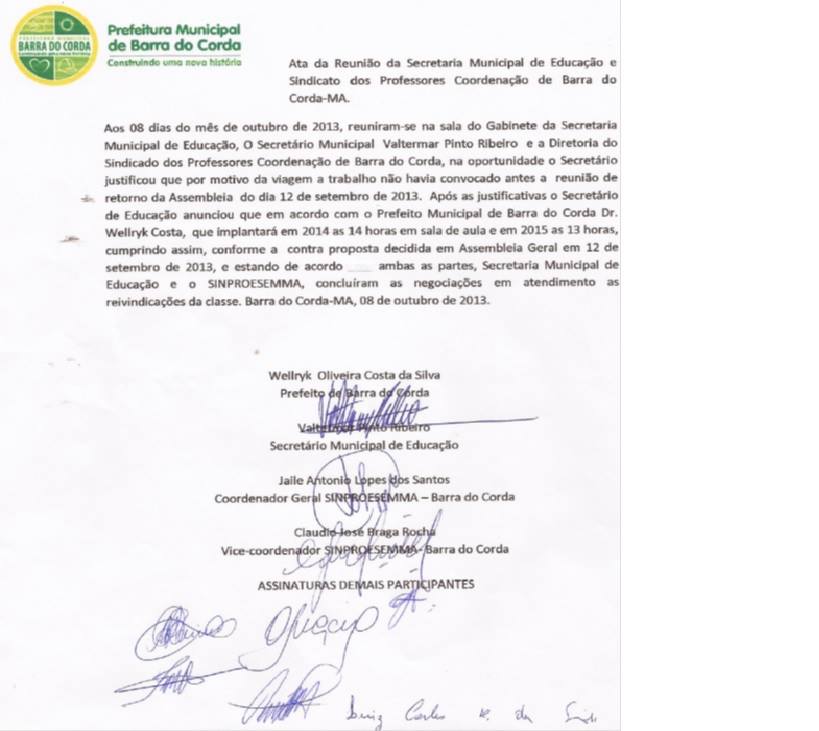 BARRA DO CORDA
Prefeitura Municipal
de Barra do Corda
Construindo uma nova história
Ata da Reunião da Secretaria Municipal de Educação e
Sindicato dos Professores Coordenação de Barra do
Corda-MA.
Aos 08 dias do mês de outubro de 2013, reuniram-se na sala do Gabinete da Secretaria
Municipal de Educação, O Secretário Municipal Valtermar Pinto Ribeiro e a Diretoria do
Sindicado dos Professores Coordenação de Barra do Corda, na oportunidade o Secretário
justificou que por motivo da viagem a trabalho não havia convocado antes a reunião de
retorno da Assembleia do dia 12 de setembro de 2013. Após as justificativas o Secretário
de Educação anunciou que em acordo com o Prefeito Municipal de Barra do Corda Dr.
Wellryk Costa, que implantará em 2014 as 14 horas em sala de aula e em 2015 as 13 horas,
cumprindo assim, conforme a contra proposta decidida em Assembleia Geral em 12 de
setembro de 2013, e estando de acordo ambas as partes, Secretaria Municipal de
Educação e o SINPROESEMMA, concluíram as negociações em atendimento as
reivindicações da classe. Barra do Corda-MA, 08 de outubro de 2013.
Wellryk Oliveira Costa da Silva
Prefeito de Barra do Corda
Valtermar Pinto Ribeiro
Secretário Municipal de Educação
Jaile Antonio Lopes dos Santos
Coordenador Geral SINPROESEMMA – Barra do Corda
Claudio José Braga Rocha
Vice-coordenador SINPROESEMMA- Barra do Corda
ASSINATURAS DEMAIS PARTICIPANTES
Luiz Carlos